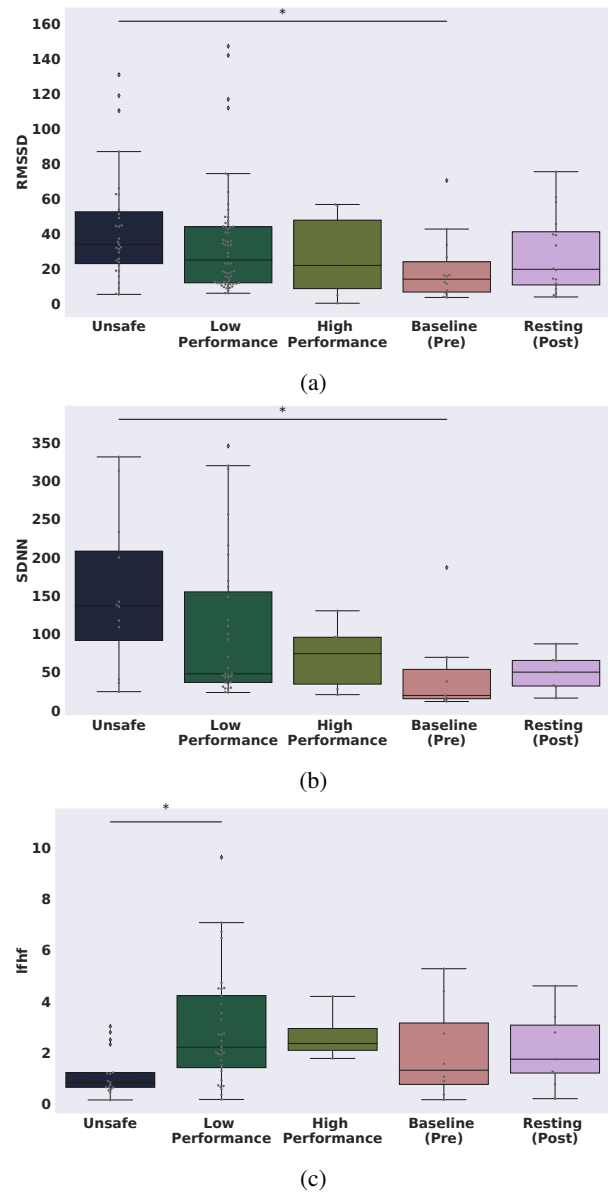 *
160
140
120
100
80
60
40
20
0
RMSSD
Unsafe
Low
Performance
High
Performance
Baseline
(Pre)
Resting
(Post)
(a)
*
350
300
250
200
150
100
50
0
SDNN
Unsafe
Low
Performance
High
Performance
Baseline
(Pre)
Resting
(Post)
(b)
*
10
8
6
4
2
0
lfhf
Unsafe
Low
Performance
High
Performance
Baseline
(Pre)
Resting
(Post)
(c)